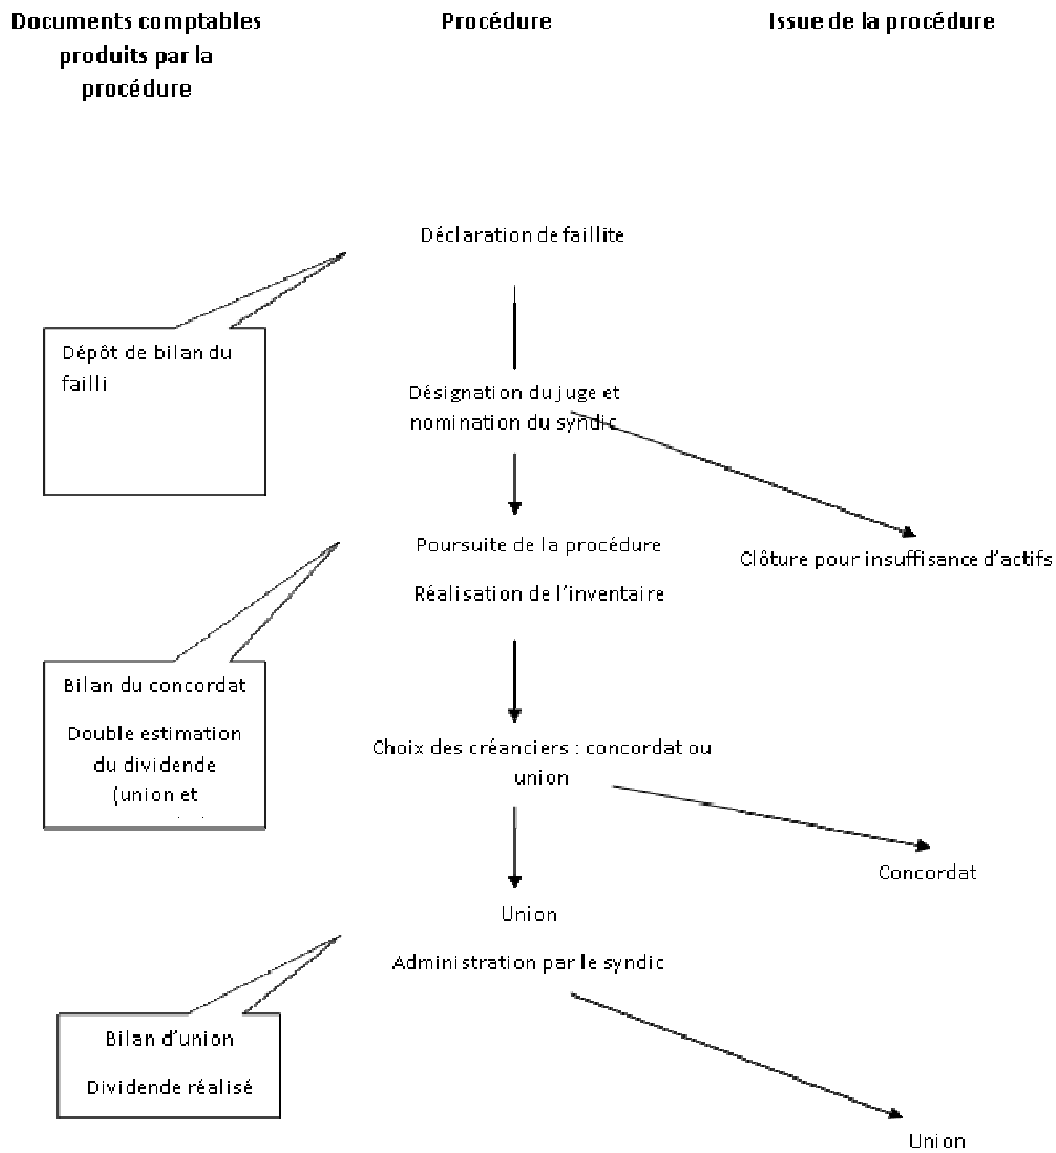 Documents comptables
produits par la
procédure
Procédure
Issue de la procédure
Déclaration de faillite
Dépôt de bilan du
failli
Désignation du juge et
nomination du syndic
Poursuite de la procédure
Réalisation de l'inventaire
Clôture pour insuffisance d'actifs
Bilan du concordat
Double estimation
du dividende
(union et
Choix des créanciers : concordat ou
union
Concordat
Union
Administration par le syndic
Bilan d'union
Dividende réalisé
Union